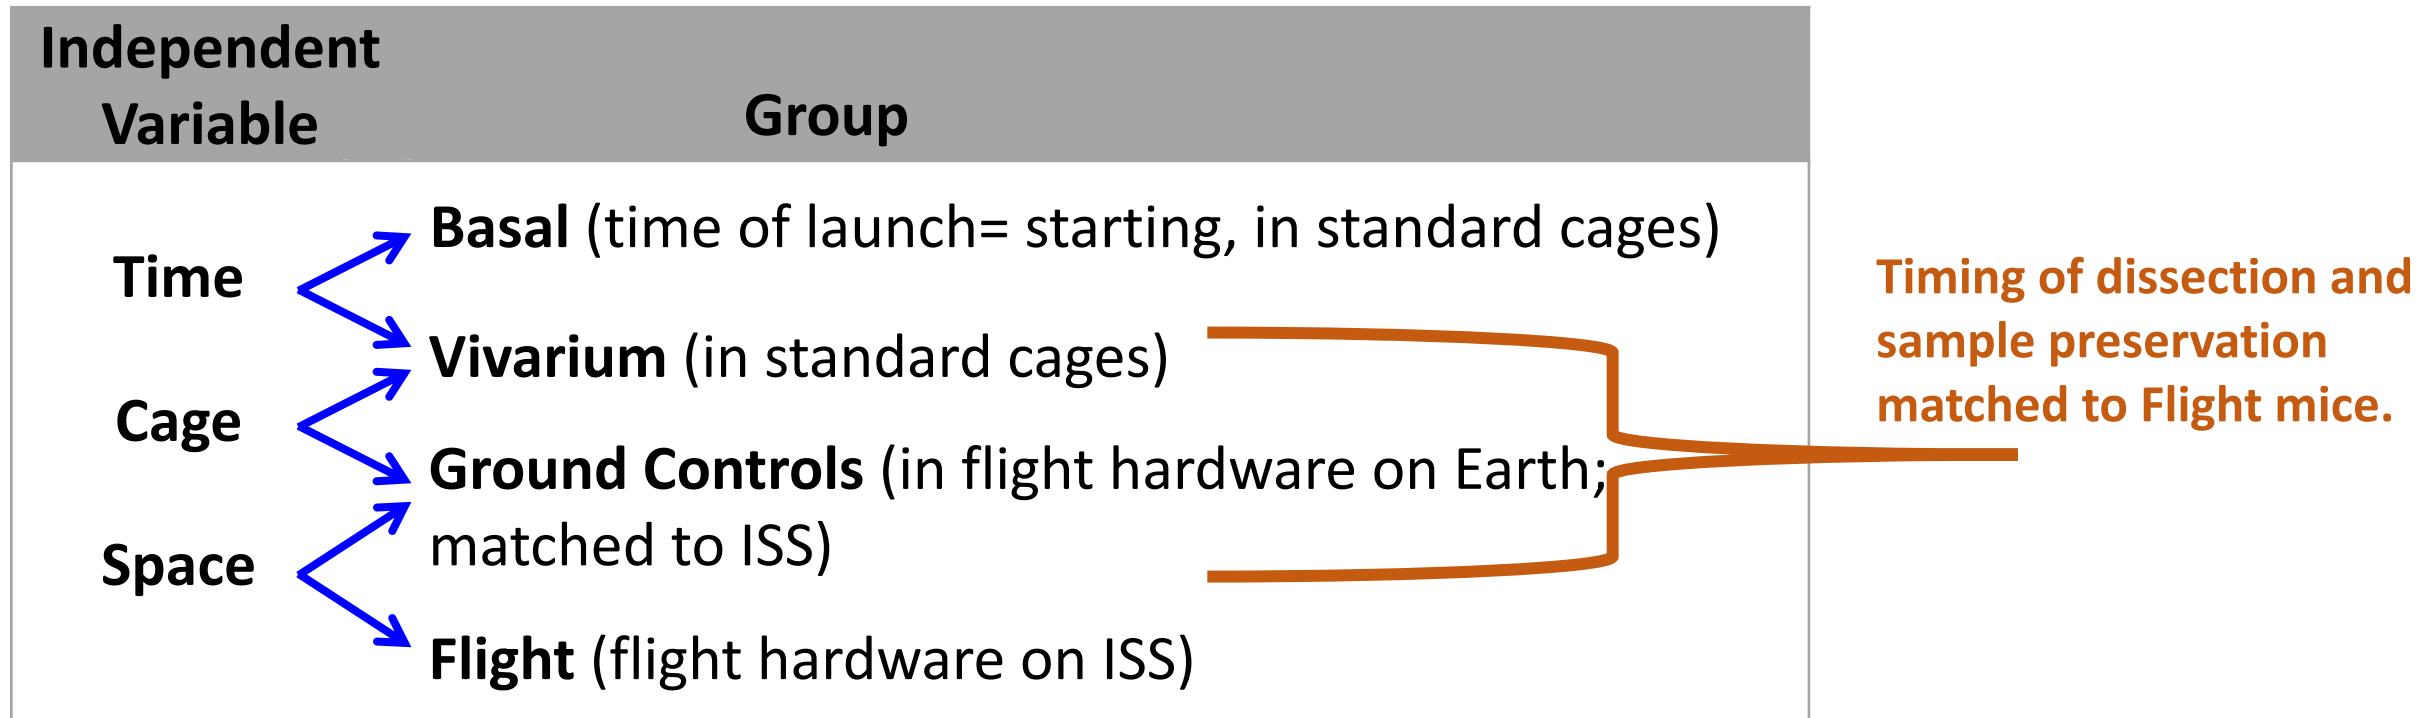 Independent
Variable
Group
Time
Cage
Space
Basal (time of launch= starting, in standard cages)
Vivarium (in standard cages)
Ground Controls (in flight hardware on Earth;
matched to ISS)
Flight (flight hardware on ISS)
Timing of dissection and
sample preservation
matched to Flight mice.